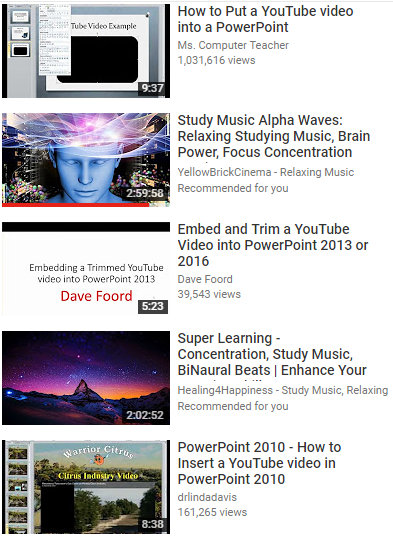 Tube Video Example
9:37
How to Put a YouTube video
into a PowerPoint
Ms. Computer Teacher
1,031,616 views
2:59:58
Study Music Alpha Waves:
Relaxing Studying Music, Brain
Power, Focus Concentration
YellowBrickCinema - Relaxing Music
Recommended for you
Embedding a Trimmed YouTube
video into PowerPoint 2013
Dave Foord
5:23
Embed and Trim a YouTube
Video into PowerPoint 2013 or
2016
Dave Foord
39,543 views
2:02:52
Super Learning -
Concentration, Study Music,
BiNaural Beats | Enhance Your
Healing4Happiness - Study Music, Relaxing
Recommended for you
Warrior Citrus
Citrus Industry Video
8:38
PowerPoint 2010 - How to
Insert a YouTube video in
PowerPoint 2010
drlindadavis
161,265 views